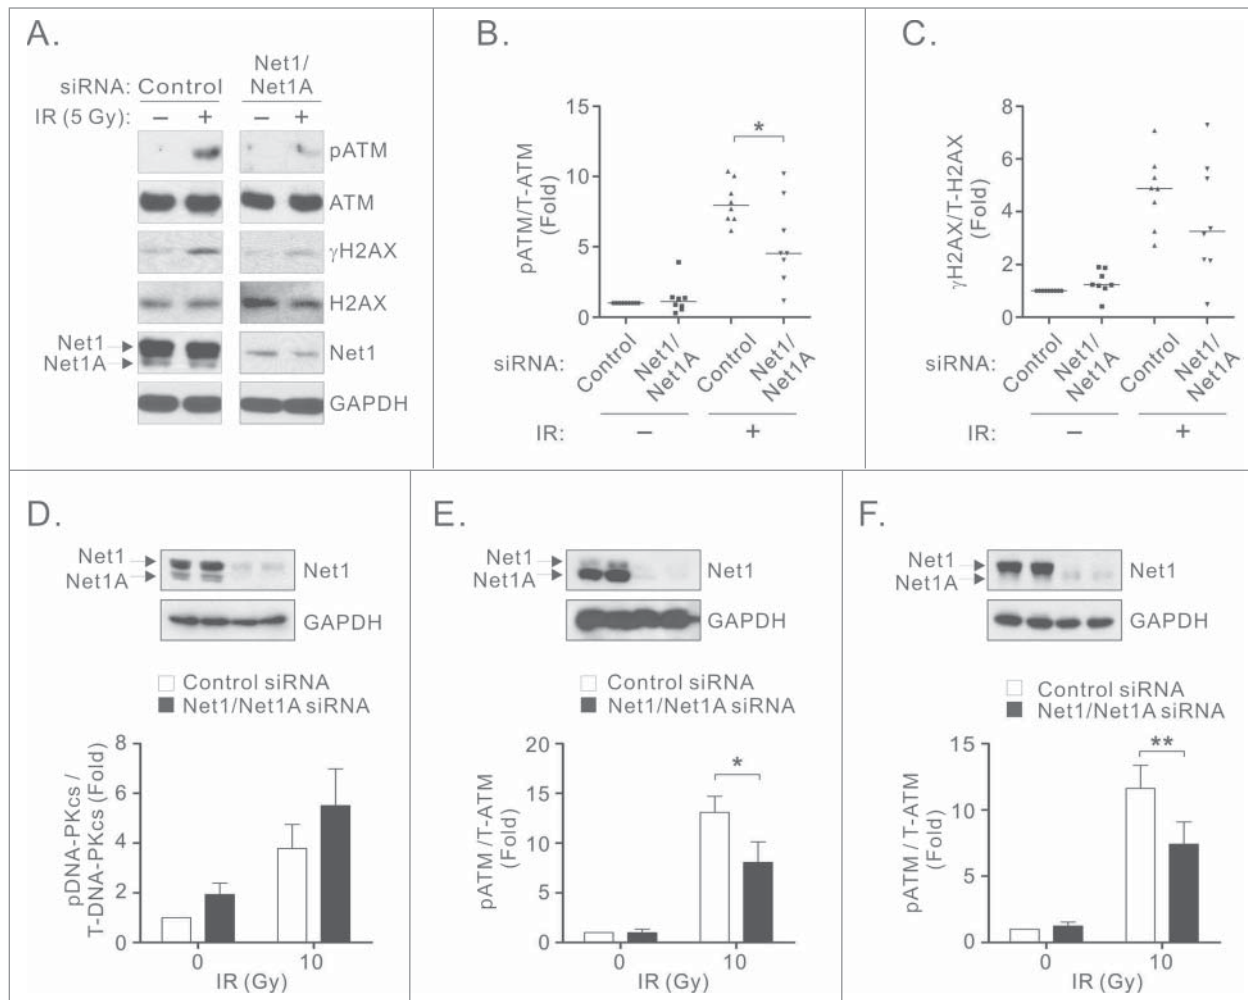 A.
siRNA: Control Net1/
Net1A
IR (5 Gy): − + − +
pATM
ATM
γH2AX
H2AX
Net1
Net1A
Net1
GAPDH
B.
15
10
5
0
pATM/T-ATM
(Fold)
*
siRNA: Control Net1/
Net1A Control Net1/
Net1A
IR: − +
C.
8
6
4
2
0
γH2AX/T-H2AX
(Fold)
siRNA: Control Net1/
Net1A Control Net1/
Net1A
IR: − +
D.
Net1
Net1A
Net1
GAPDH
Control siRNA
Net1/Net1A siRNA
8
6
4
2
0
pDNA-PKcs /
T-DNA-PKcs (Fold)
0 10
IR (Gy)
E.
Net1
Net1A
Net1
GAPDH
Control siRNA
Net1/Net1A siRNA
20
15
10
5
0
pATM /T-ATM
(Fold)
*
0 10
IR (Gy)
F.
Net1
Net1A
Net1
GAPDH
Control siRNA
Net1/Net1A siRNA
15
10
5
0
pATM / T-ATM
(Fold)
**
0 10
IR (Gy)